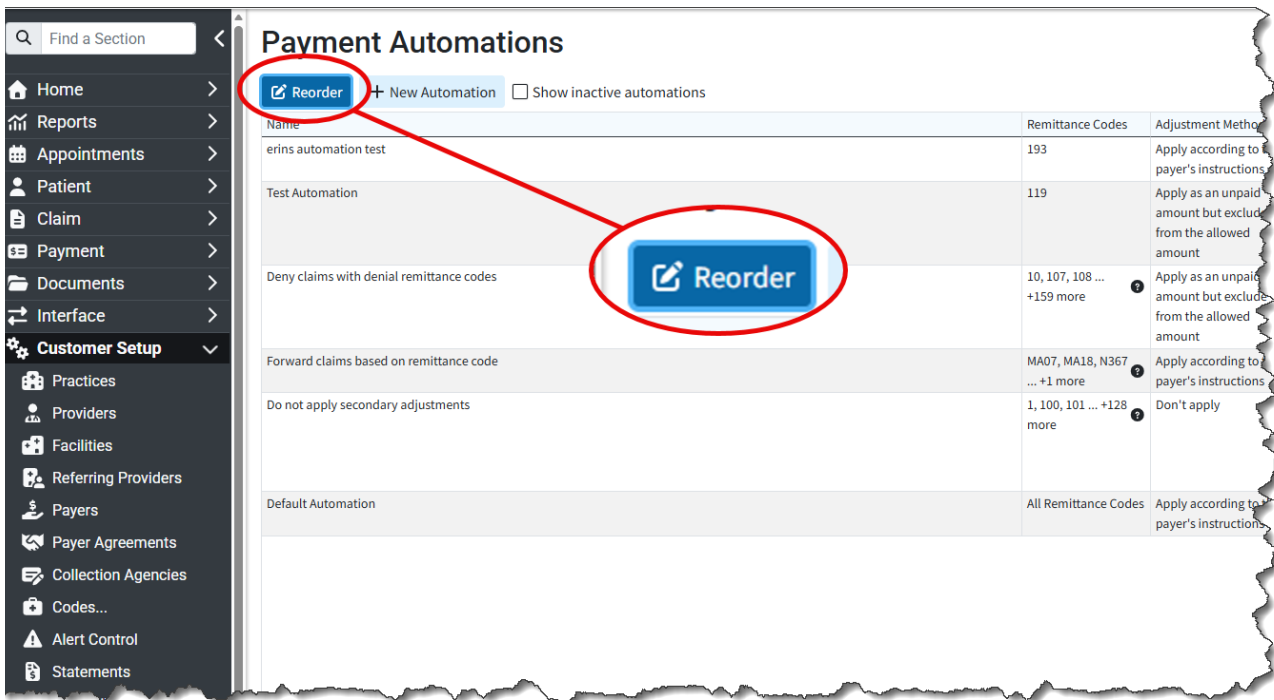 Find a Section
Home
Reports
Appointments
Patient
Claim
Payment
Documents
Interface
Customer Setup
Practices
Providers
Facilities
Referring Providers
Payers
Payer Agreements
Collection Agencies
Codes...
Alert Control
Statements
Payment Automations
Reorder
+ New Automation
Show inactive automations
Name
Remittance Codes
Adjustment Metho
erins automation test
193
Apply according to
payer's instructions
Test Automation
119
Apply as an unpaid
amount but exclud
from the allowed
amount
Reorder
Deny claims with denial remittance codes
10, 107, 108 ...
+159 more
Apply as an unpaid
amount but exclude
from the allowed
amount
Forward claims based on remittance code
MA07, MA18, N367
... +1 more
Apply according to
payer's instructions
Do not apply secondary adjustments
1, 100, 101 ... +128
more
Don't apply
Default Automation
All Remittance Codes
Apply according to
payer's instructions